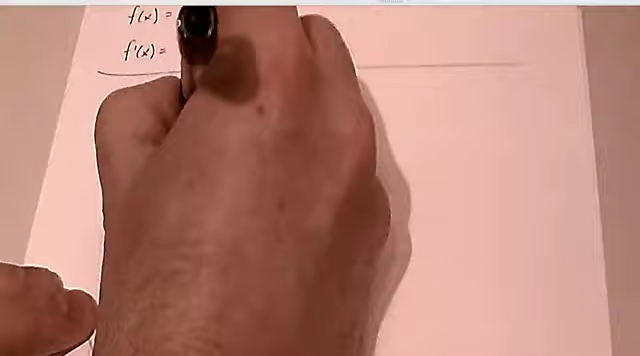 f(x) =
f'(x) =